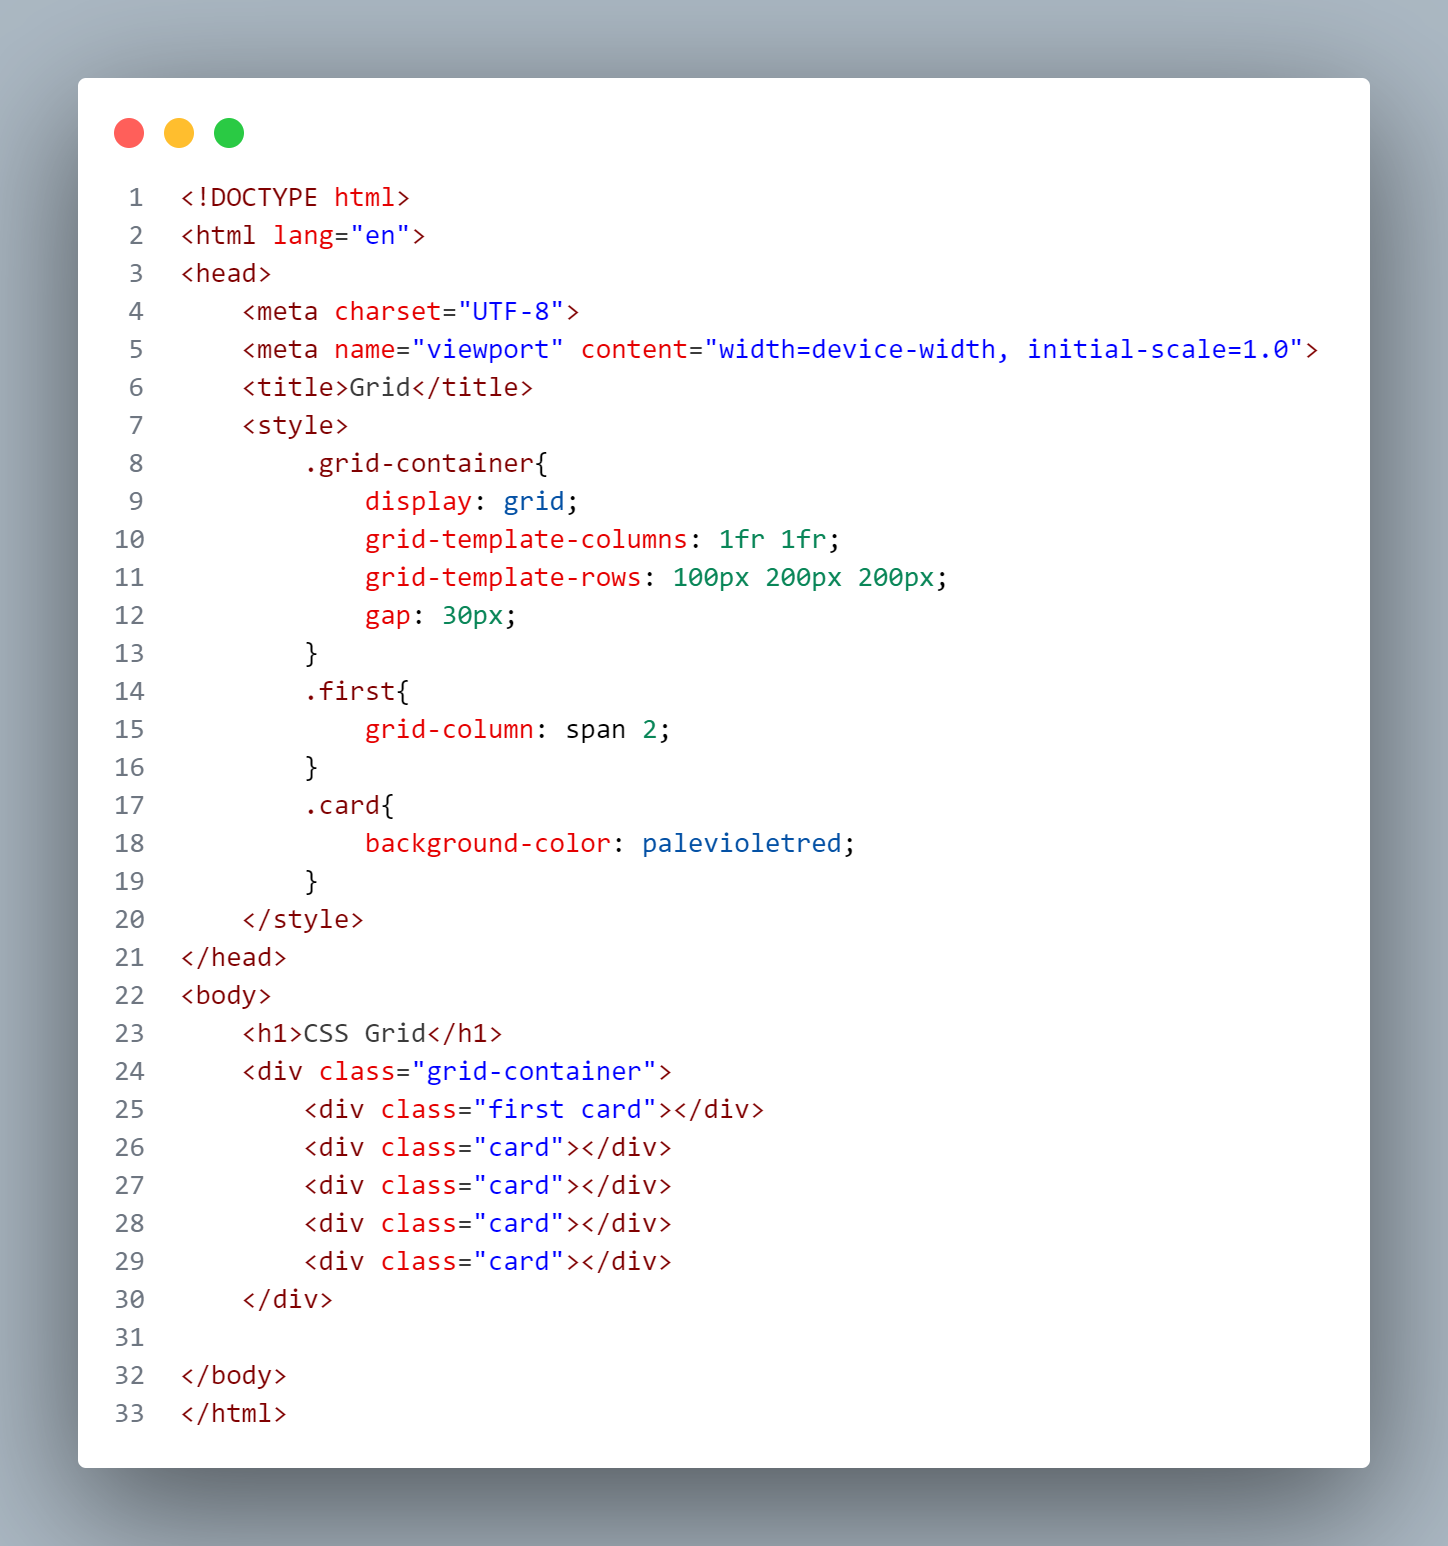 1 <!DOCTYPE html>
2 <html lang="en">
3 <head>
4     <meta charset="UTF-8">
5     <meta name="viewport" content="width=device-width, initial-scale=1.0">
6     <title>Grid</title>
7     <style>
8         .grid-container{
9             display: grid;
10             grid-template-columns: 1fr 1fr;
11             grid-template-rows: 100px 200px 200px;
12             gap: 30px;
13         }
14         .first{
15             grid-column: span 2;
16         }
17         .card{
18             background-color: palevioletred;
19         }
20     </style>
21 </head>
22 <body>
23     <h1>CSS Grid</h1>
24     <div class="grid-container">
25         <div class="first card"></div>
26         <div class="card"></div>
27         <div class="card"></div>
28         <div class="card"></div>
29         <div class="card"></div>
30     </div>
31
32 </body>
33 </html>